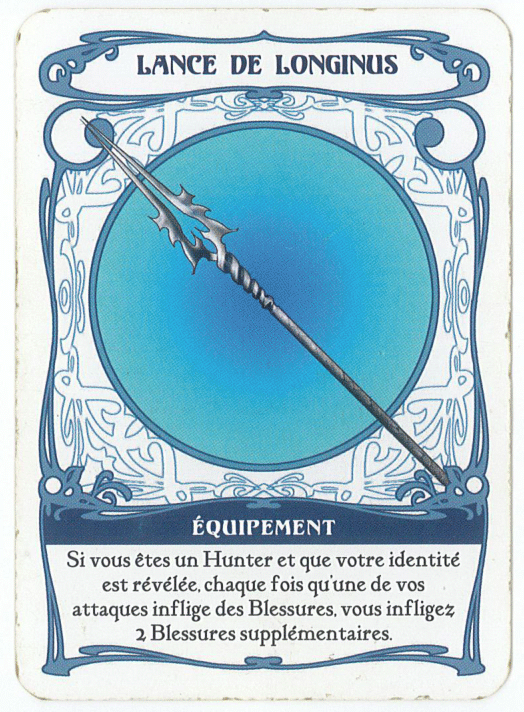 LANCE DE LONGINUS
ÉQUIPEMENT
Si vous êtes un Hunter et que votre identité
est révélée, chaque fois qu'une de vos
attaques inflige des Blessures, vous infligez
2 Blessures supplémentaires.